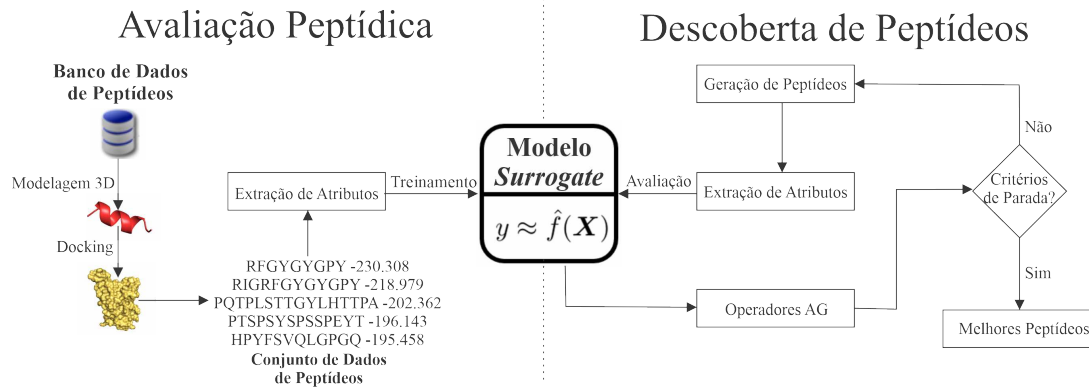 Avaliação Peptídica
Banco de Dados
de Peptídeos
Modelagem 3D
Docking
Extração de Atributos
Treinamento
RFGYGYGPY -230.308
RIGRFGYGYGPY -218.979
PQTPLSTTGYLHTTPA -202.362
PTSPSYSPSSPEYT -196.143
HPYFSVQLGPGQ -195.458
Conjunto de Dados
de Peptídeos
Modelo
Surrogate
y ≈ f̂(X)
Descoberta de Peptídeos
Geração de Peptídeos
Avaliação
Extração de Atributos
Operadores AG
Não
Critérios
de Parada?
Sim
Melhores Peptídeos